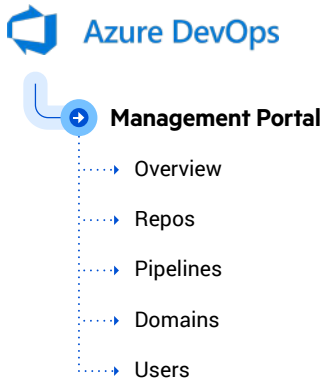 Azure DevOps
Management Portal
Overview
Repos
Pipelines
Domains
Users